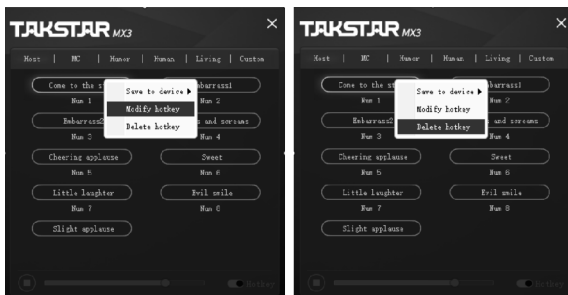 TAKSTAR MX3 ×
Host | MC | Humor | Human | Living | Custom
Come to the st
barrass1
Save to device
Num 1
Num 2
Modify hotkey
Embarrass2
s and screams
Delete hotkey
Num 3
Num 4
Cheering applause
Sweet
Num 5
Num 6
Little laughter
Evil smile
Num 7
Num 8
Slight applause
Hotkey
TAKSTAR MX3 ×
Host | MC | Humor | Human | Living | Custom
Come to the st
barrass1
Save to device
Num 1
Num 2
Modify hotkey
Embarrass2
and screams
Delete hotkey
Num 3
Num 4
Cheering applause
Sweet
Num 5
Num 6
Little laughter
Evil smile
Num 7
Num 8
Slight applause
Hotkey